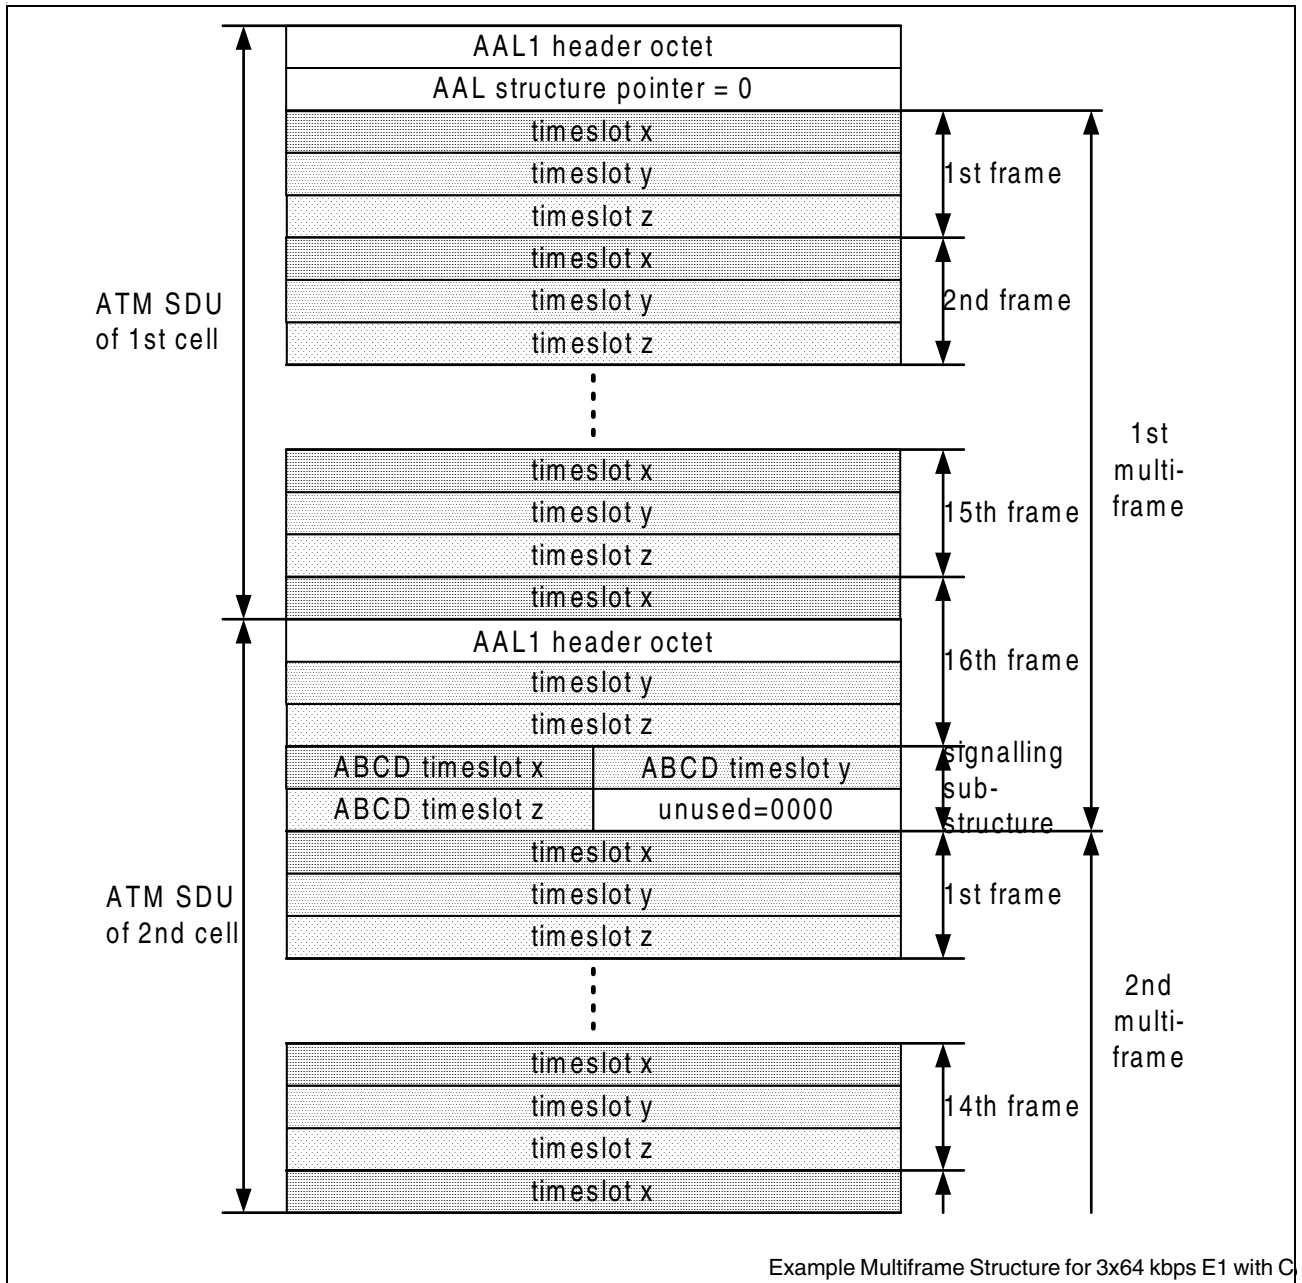 AAL1 header octet
AAL structure pointer = 0
timeslot x
timeslot y
timeslot z
1st frame
timeslot x
timeslot y
timeslot z
2nd frame
ATM SDU
of 1st cell
timeslot x
timeslot y
timeslot z
15th frame
1st
multi-
frame
timeslot x
AAL1 header octet
timeslot y
timeslot z
16th frame
ABCD timeslot x
ABCD timeslot y
ABCD timeslot z
unused=0000
signalling
sub-
structure
timeslot x
timeslot y
timeslot z
1st frame
ATM SDU
of 2nd cell
2nd
multi-
frame
timeslot x
timeslot y
timeslot z
14th frame
timeslot x
Example Multiframe Structure for 3x64 kbps E1 with